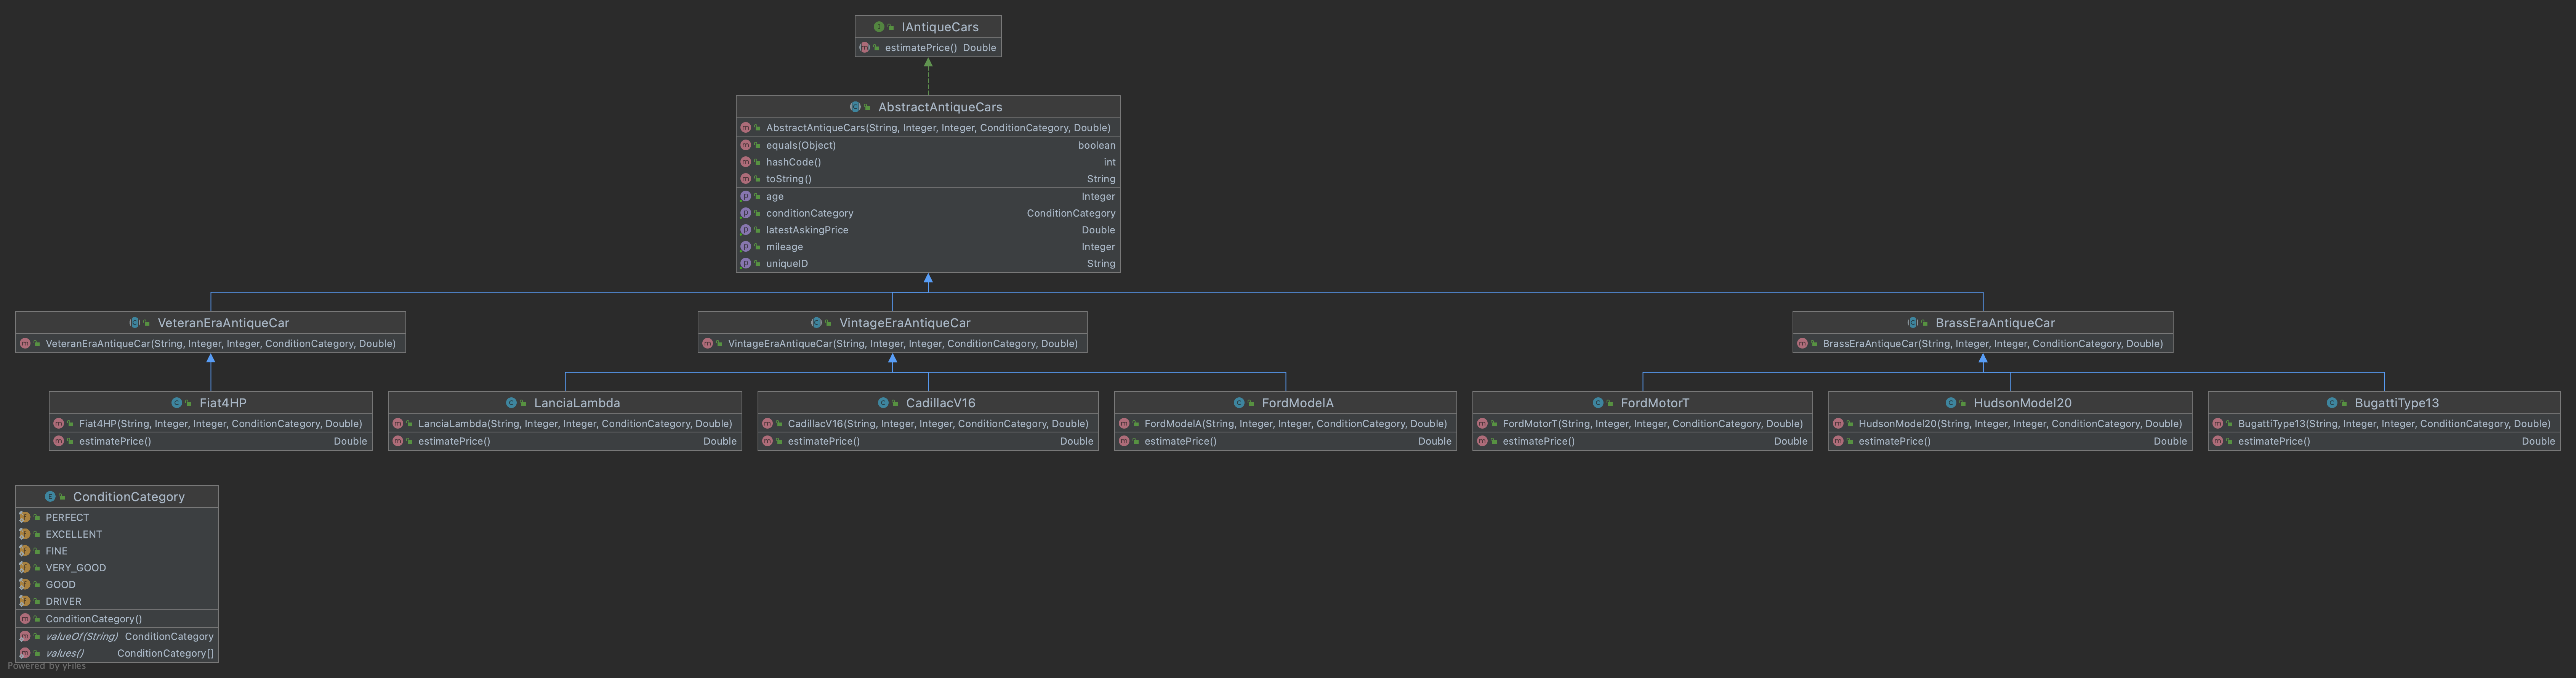 IAntiqueCars
estimatePrice() Double
AbstractAntiqueCars
AbstractAntiqueCars(String, Integer, Integer, ConditionCategory, Double)
equals(Object) boolean
hashCode() int
toString() String
age Integer
conditionCategory ConditionCategory
latestAskingPrice Double
mileage Integer
uniqueID String
VeteranEraAntiqueCar
VeteranEraAntiqueCar(String, Integer, Integer, ConditionCategory, Double)
VintageEraAntiqueCar
VintageEraAntiqueCar(String, Integer, Integer, ConditionCategory, Double)
BrassEraAntiqueCar
BrassEraAntiqueCar(String, Integer, Integer, ConditionCategory, Double)
Fiat4HP
Fiat4HP(String, Integer, Integer, ConditionCategory, Double)
estimatePrice() Double
LanciaLambda
LanciaLambda(String, Integer, Integer, ConditionCategory, Double)
estimatePrice() Double
CadillacV16
CadillacV16(String, Integer, Integer, ConditionCategory, Double)
estimatePrice() Double
FordModelA
FordModelA(String, Integer, Integer, ConditionCategory, Double)
estimatePrice() Double
FordMotorT
FordMotorT(String, Integer, Integer, ConditionCategory, Double)
estimatePrice() Double
HudsonModel20
HudsonModel20(String, Integer, Integer, ConditionCategory, Double)
estimatePrice() Double
BugattiType13
BugattiType13(String, Integer, Integer, ConditionCategory, Double)
estimatePrice() Double
ConditionCategory
PERFECT
EXCELLENT
FINE
VERY_GOOD
GOOD
DRIVER
ConditionCategory()
valueOf(String) ConditionCategory
values() ConditionCategory[]
Powered by yFiles